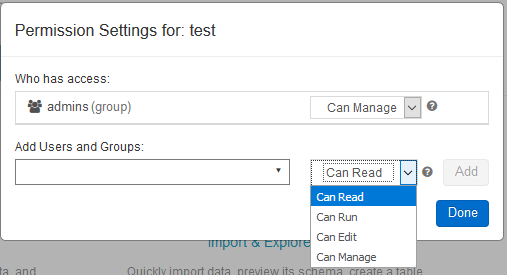 Permission Settings for: test
Who has access:
admins (group) Can Manage
Add Users and Groups:
Can Read Add
Can Read
Can Run
Can Edit
Can Manage
Done
Import & Explore
ta, and Quickly import data, preview its schema, create a table